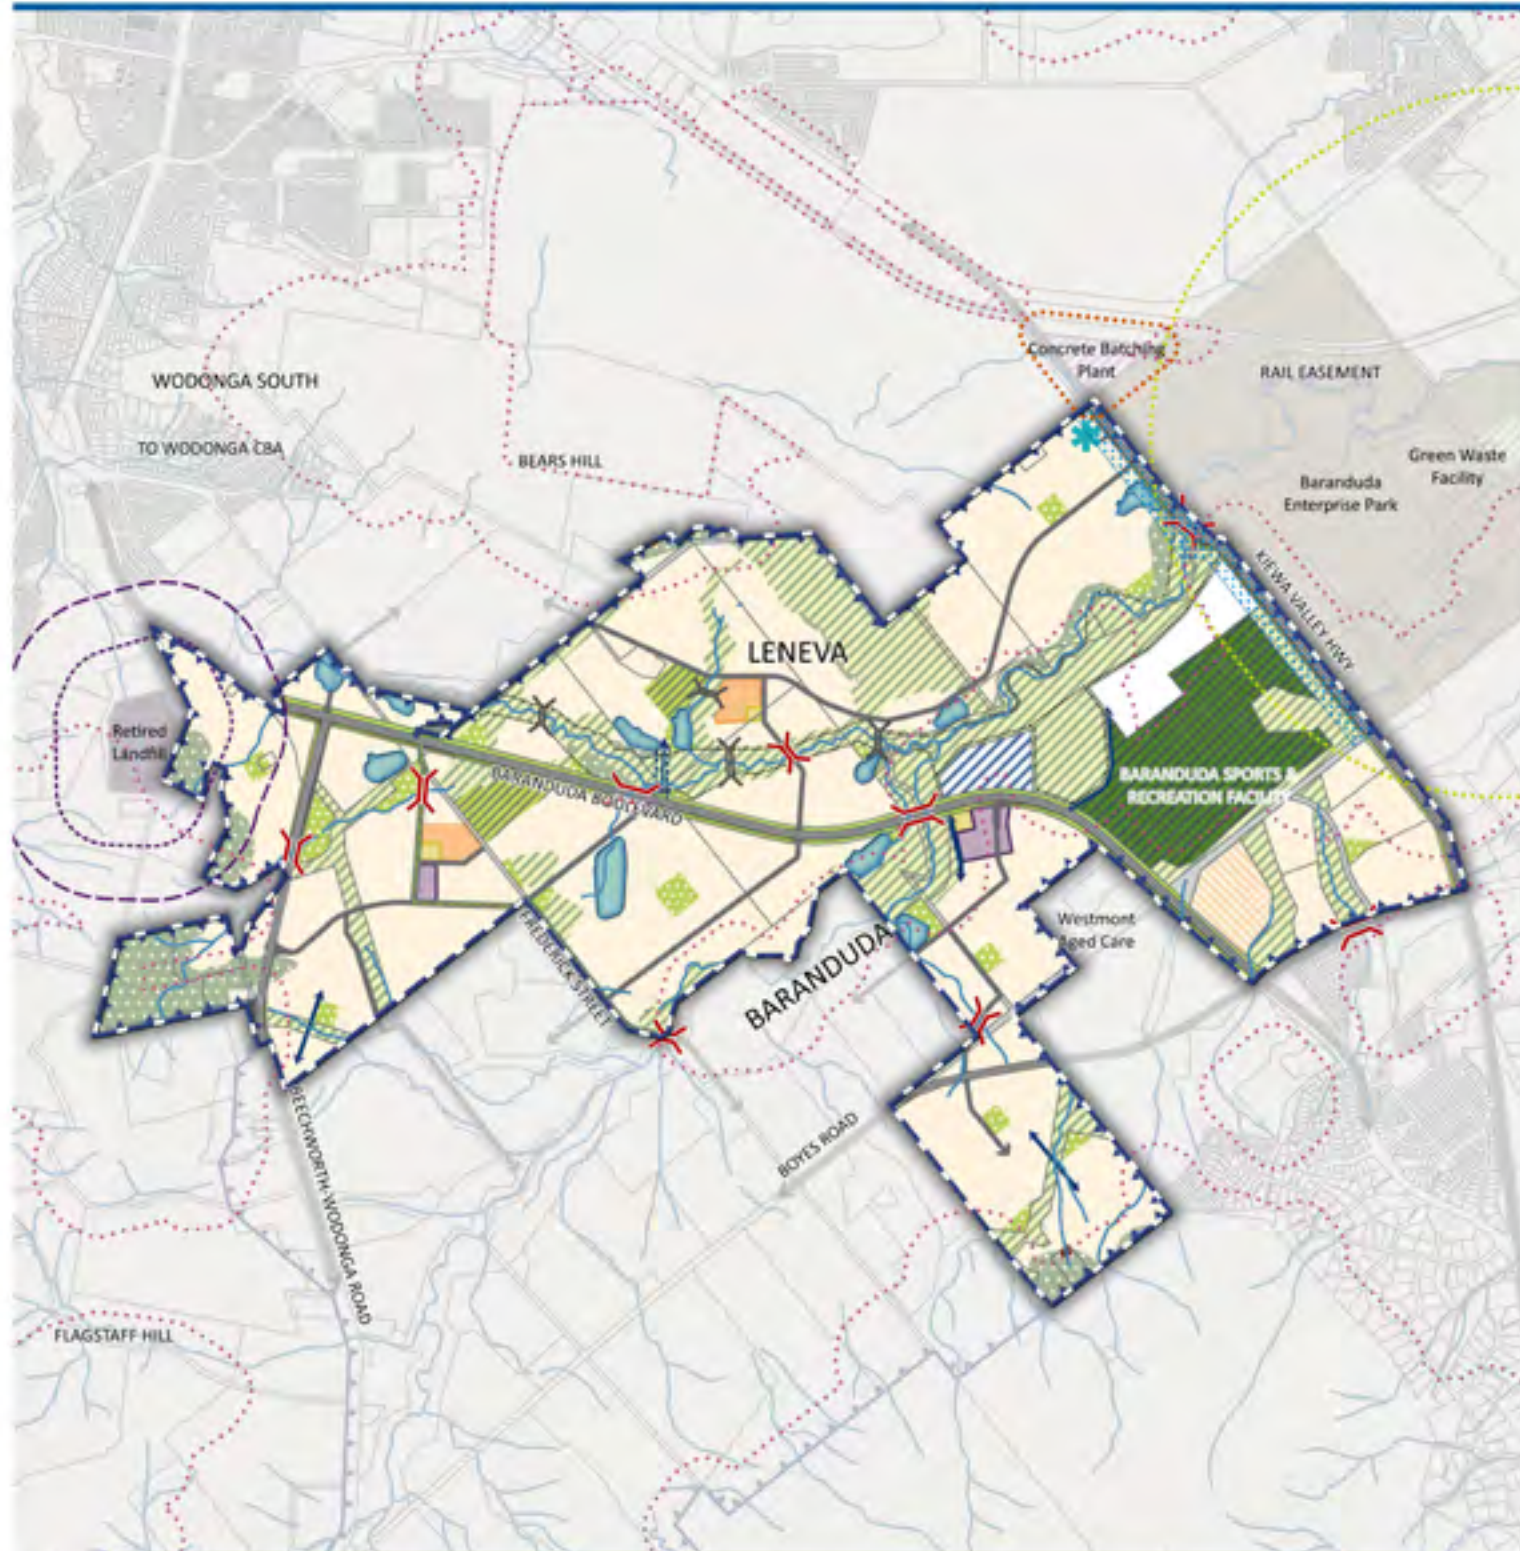 Concrete Batching
Plant
RAIL EASEMENT
WODONGA SOUTH
TO WODONGA CBA
BEARS HILL
Green Waste
Facility
Baranduda
Enterprise Park
KIEWA VALLEY HWY
LENEVA
Retired
Landfill
BARANDUDA BOULEVARD
BARANDUDA SPORTS &
RECREATION FACILITY
Westmont
Aged Care
FREDERICK STREET
BARANDUDA
BOYES ROAD
BEECHWORTH-WODONGA ROAD
FLAGSTAFF HILL